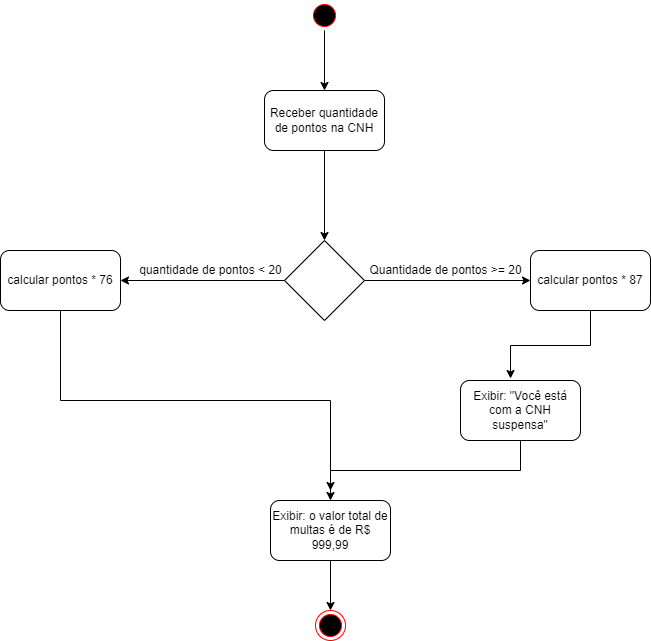 Receber quantidade
de pontos na CNH
quantidade de pontos < 20
Quantidade de pontos >= 20
calcular pontos * 76
calcular pontos * 87
Exibir: "Você está
com a CNH
suspensa"
Exibir: o valor total de
multas é de R$
999,99